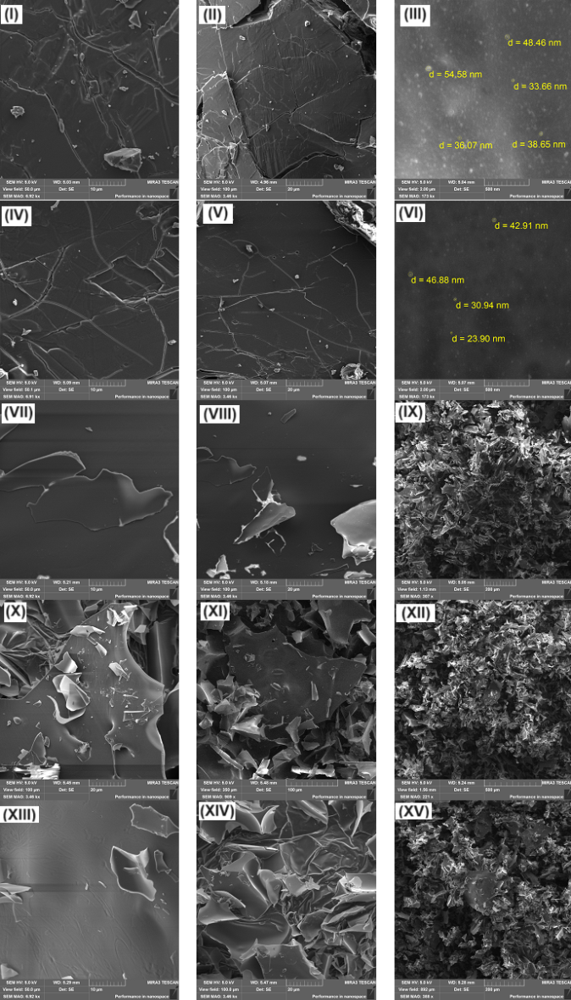 (I)
SEM HV: 5.0 kV WD: 5.03 mm MIRA3 TESCAN
View field: 50.0 µm Det: SE 10 µm
SEM MAG: 6.92 kx Performance in nanospace
(II)
SEM HV: 5.0 kV WD: 4.96 mm MIRA3 TESCAN
View field: 100 µm Det: SE 20 µm
SEM MAG: 3.46 kx Performance in nanospace
(III)
d = 48.46 nm
d = 54.58 nm
d = 33.66 nm
d = 36.07 nm
d = 38.65 nm
SEM HV: 5.0 kV WD: 5.04 mm MIRA3 TESCAN
View field: 2.00 µm Det: SE 500 nm
SEM MAG: 173 kx Performance in nanospace
(IV)
SEM HV: 5.0 kV WD: 5.09 mm MIRA3 TESCAN
View field: 50.1 µm Det: SE 10 µm
SEM MAG: 6.91 kx Performance in nanospace
(V)
SEM HV: 5.0 kV WD: 5.07 mm MIRA3 TESCAN
View field: 100 µm Det: SE 20 µm
SEM MAG: 3.46 kx Performance in nanospace
(VI)
d = 42.91 nm
d = 46.88 nm
d = 30.94 nm
d = 23.90 nm
SEM HV: 5.0 kV WD: 5.07 mm MIRA3 TESCAN
View field: 2.00 µm Det: SE 500 nm
SEM MAG: 173 kx Performance in nanospace
(VII)
SEM HV: 5.0 kV WD: 5.21 mm MIRA3 TESCAN
View field: 50.0 µm Det: SE 10 µm
SEM MAG: 6.92 kx Performance in nanospace
(VIII)
SEM HV: 5.0 kV WD: 5.18 mm MIRA3 TESCAN
View field: 100 µm Det: SE 20 µm
SEM MAG: 3.46 kx Performance in nanospace
(IX)
SEM HV: 5.0 kV MIRA3 TESCAN
View field: 1.13 mm Det: SE 200 µm
SEM MAG: 307 x Performance in nanospace
(X)
SEM HV: 5.0 kV WD: 5.46 mm MIRA3 TESCAN
View field: 100 µm Det: SE 20 µm
SEM MAG: 3.46 kx Performance in nanospace
(XI)
SEM HV: 5.0 kV WD: 5.48 mm MIRA3 TESCAN
View field: 350 µm Det: SE 100 µm
SEM MAG: Performance in nanospace
(XII)
SEM HV: 5.0 kV WD: 5.24 mm MIRA3 TESCAN
View field: 1.56 mm Det: SE 500 µm
SEM MAG: 221 x Performance in nanospace
(XIII)
SEM HV: 5.0 kV WD: 5.29 mm MIRA3 TESCAN
View field: 50.0 µm Det: SE 10 µm
SEM MAG: 6.92 kx Performance in nanospace
(XIV)
SEM HV: 5.0 kV WD: 5.47 mm MIRA3 TESCAN
View field: 100.0 µm Det: SE 20 µm
SEM MAG: 3.46 kx Performance in nanospace
(XV)
SEM HV: 5.0 kV MIRA3 TESCAN
View field: 892 µm Det: SE 200 µm
SEM MAG: 388 x Performance in nanospace